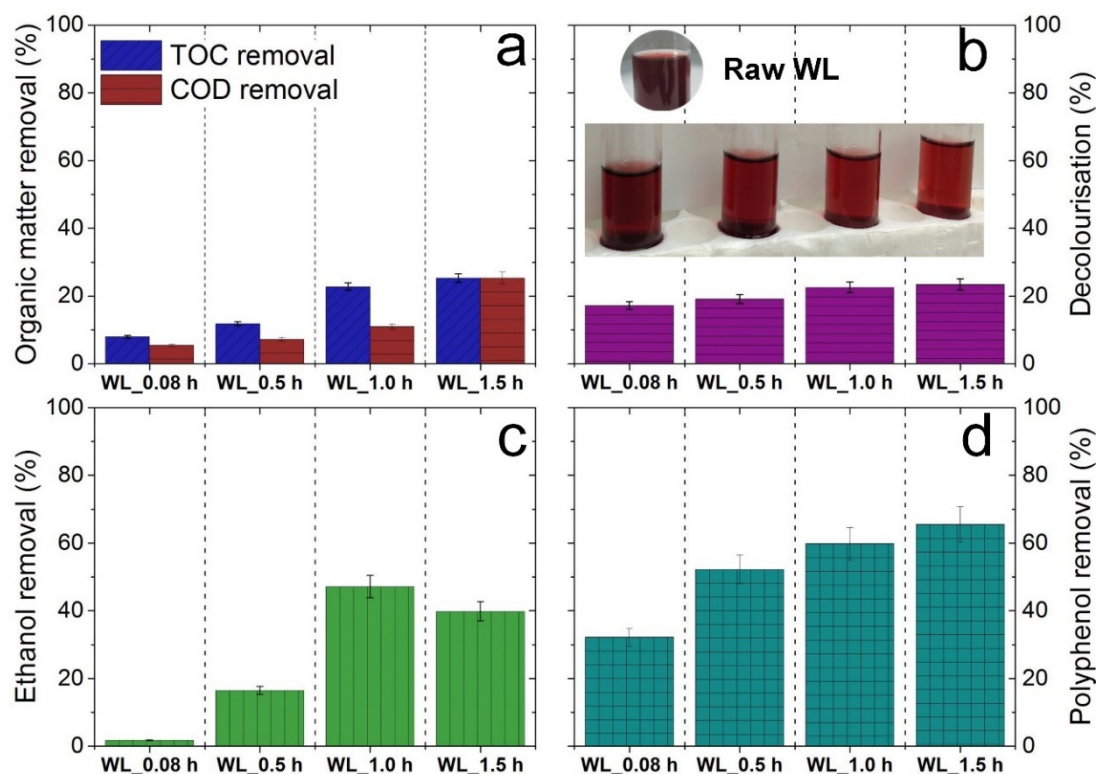 a
Organic matter removal (%)
100
80
60
40
20
0
TOC removal
COD removal
WL_0.08 h WL_0.5 h WL_1.0 h WL_1.5 h
b
Raw WL
Decolourisation (%)
100
80
60
40
20
0
WL_0.08 h WL_0.5 h WL_1.0 h WL_1.5 h
c
Ethanol removal (%)
100
80
60
40
20
0
WL_0.08 h WL_0.5 h WL_1.0 h WL_1.5 h
d
Polyphenol removal (%)
100
80
60
40
20
0
WL_0.08 h WL_0.5 h WL_1.0 h WL_1.5 h